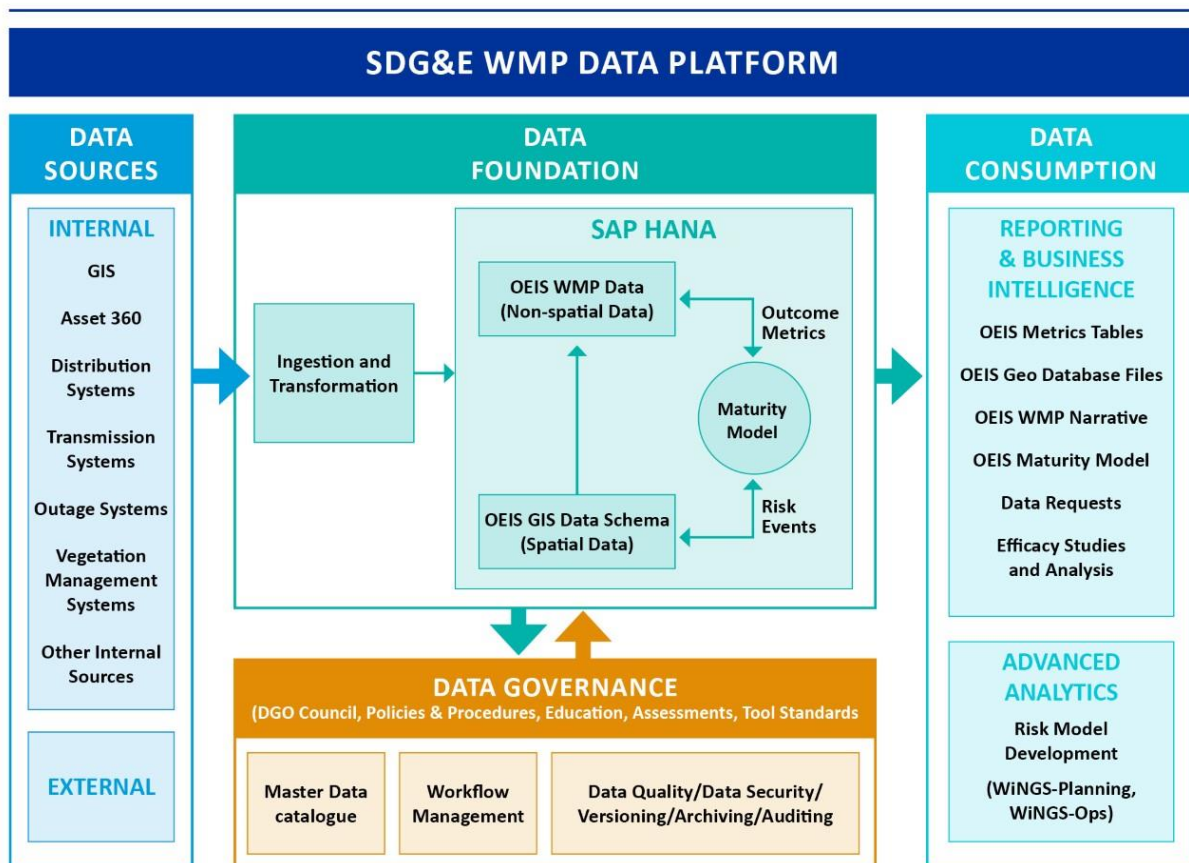 SDG&E WMP DATA PLATFORM
DATA
SOURCES
INTERNAL
GIS
Asset 360
Distribution
Systems
Transmission
Systems
Outage Systems
Vegetation
Management
Systems
Other Internal
Sources
EXTERNAL
DATA
FOUNDATION
Ingestion and
Transformation
SAP HANA
OEIS WMP Data
(Non-spatial Data)
Outcome
Metrics
Maturity
Model
OEIS GIS Data Schema
(Spatial Data)
Risk
Events
DATA GOVERNANCE
(DGO Council, Policies & Procedures, Education, Assessments, Tool Standards
Master Data
catalogue
Workflow
Management
Data Quality/Data Security/
Versioning/Archiving/Auditing
DATA
CONSUMPTION
REPORTING
& BUSINESS
INTELLIGENCE
OEIS Metrics Tables
OEIS Geo Database Files
OEIS WMP Narrative
OEIS Maturity Model
Data Requests
Efficacy Studies
and Analysis
ADVANCED
ANALYTICS
Risk Model
Development
(WiNGS-Planning,
WiNGS-Ops)